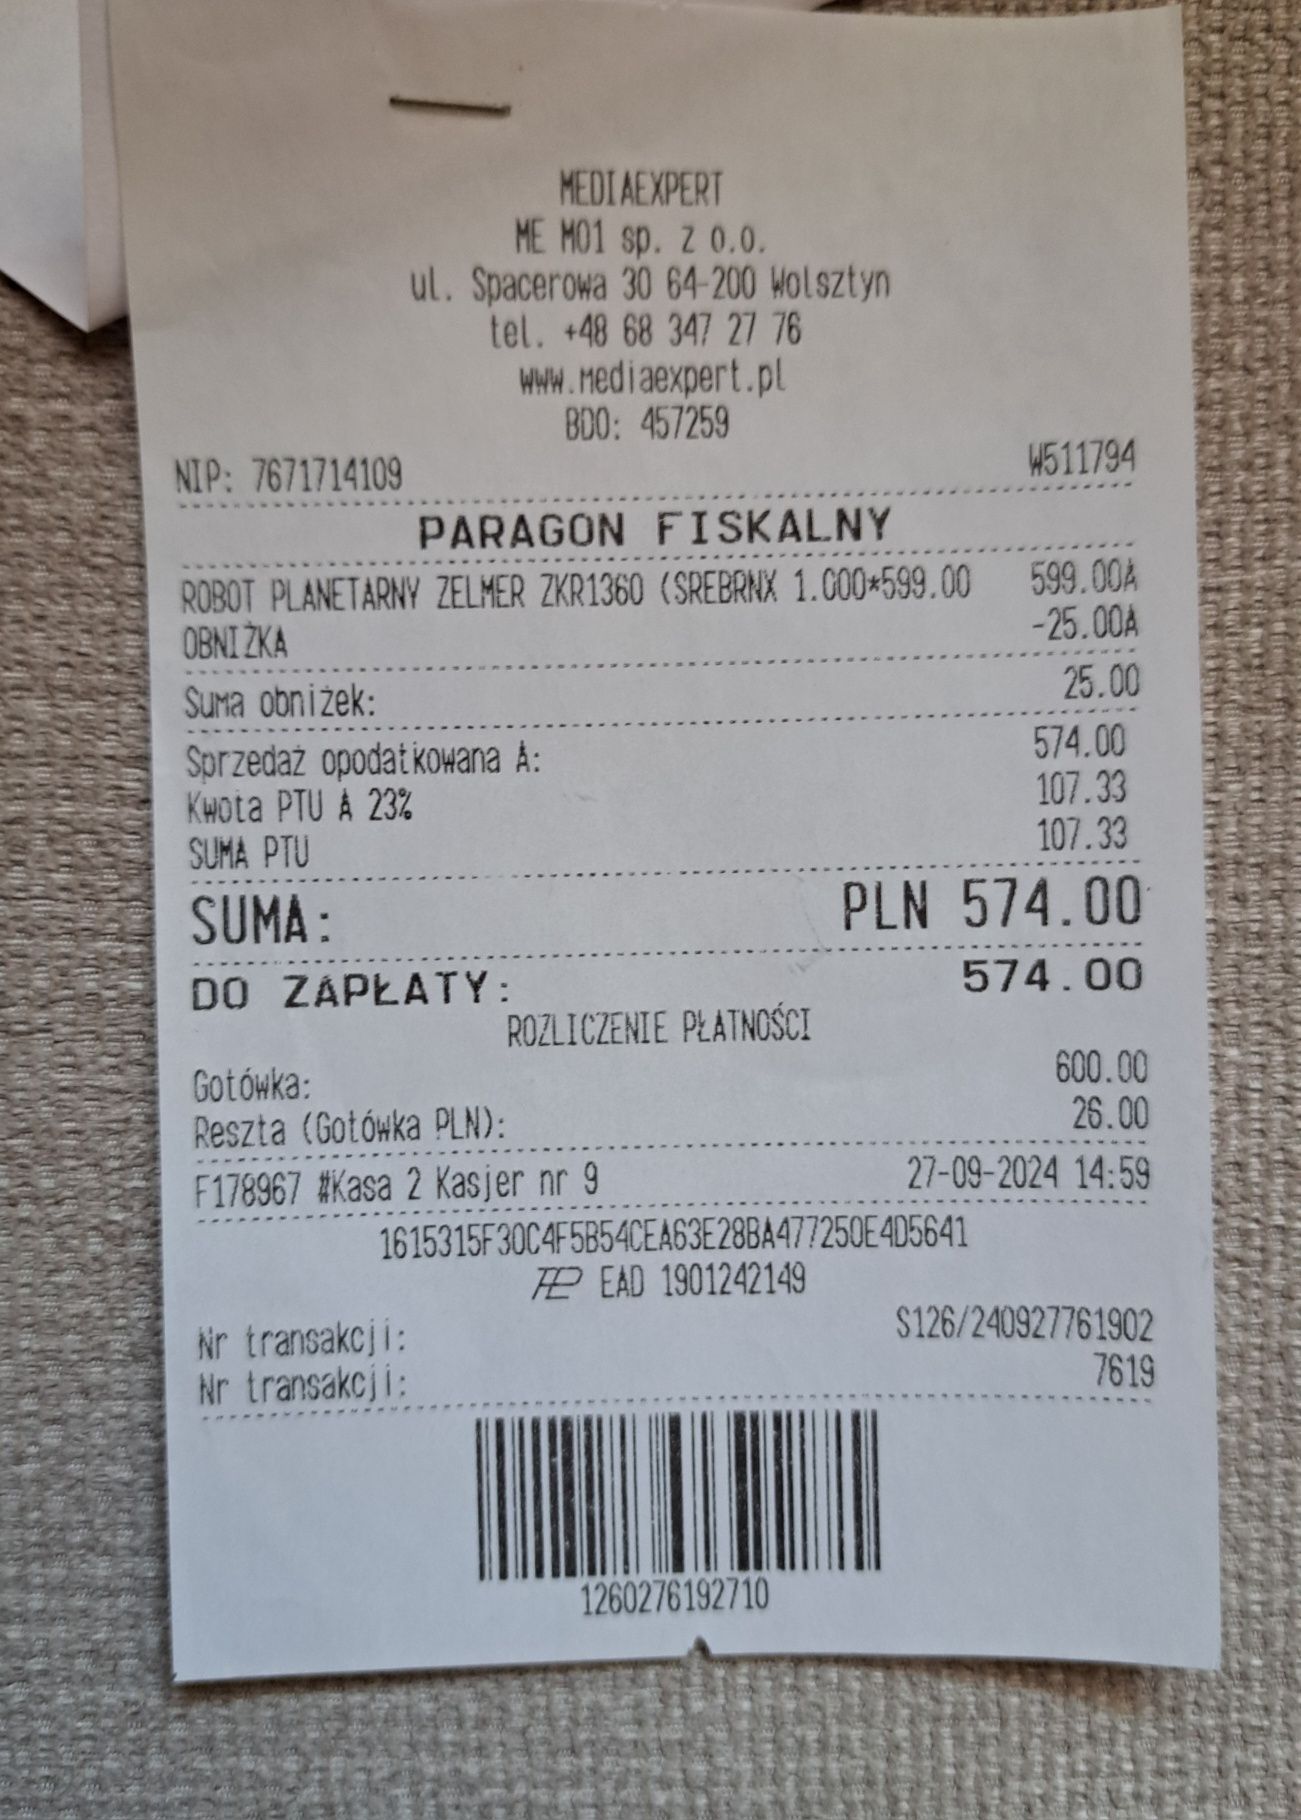 MEDIAEXPERT
ME M01 sp. z o.o.
ul. Spacerowa 30 64-200 Wolsztyn
tel. +48 68 347 27 76
www.mediaexpert.pl
BDO: 457259
NIP: 7671714109 W511794
PARAGON FISKALNY
ROBOT PLANETARNY ZELMER ZKR1360 (SREBRNX 1.000*599.00 599.00A
OBNIŻKA -25.00A
Suma obniżek: 25.00
Sprzedaż opodatkowana A: 574.00
Kwota PTU A 23% 107.33
SUMA PTU 107.33
SUMA: PLN 574.00
DO ZAPŁATY: 574.00
ROZLICZENIE PŁATNOŚCI
Gotówka: 600.00
Reszta (Gotówka PLN): 26.00
F178967 #Kasa 2 Kasjer nr 9 27-09-2024 14:59
1615315F30C4F5B54CEA63E28BA477250E4D5641
EAD 1901242149
Nr transakcji: S126/240927761902
Nr transakcji: 7619
1260276192710